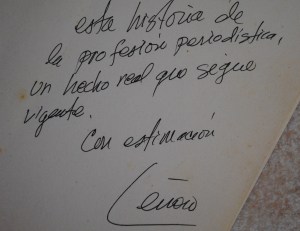 esta historia de
la profesión periodística,
un hecho real que sigue
vigente.
Con estimación